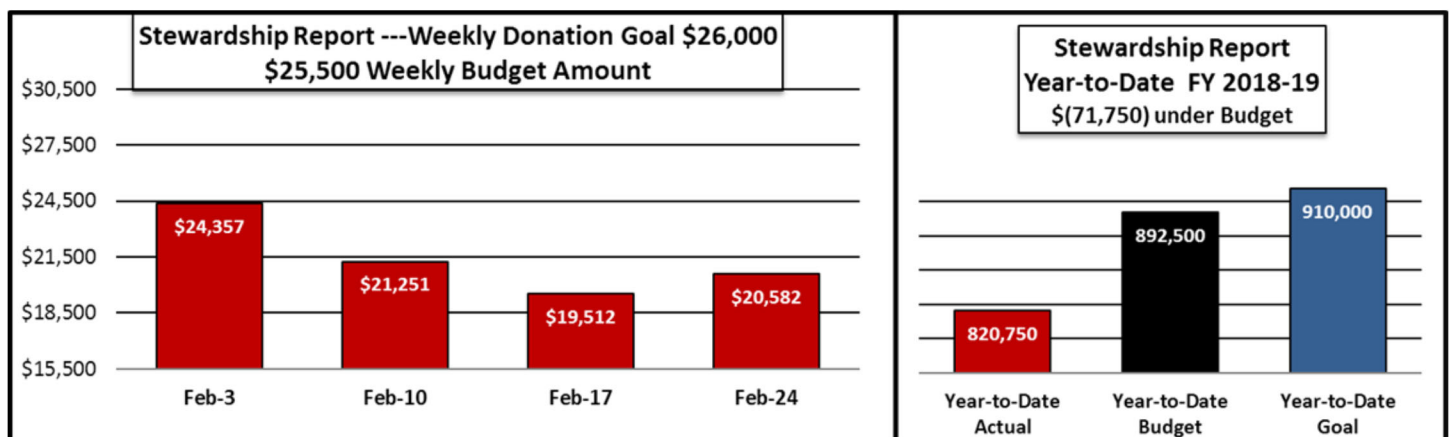 Stewardship Report ---Weekly Donation Goal $26,000
$25,500 Weekly Budget Amount
$30,500
$27,500
$24,500
$21,500
$18,500
$15,500
$24,357
$21,251
$19,512
$20,582
Feb-3
Feb-10
Feb-17
Feb-24
Stewardship Report
Year-to-Date FY 2018-19
$(71,750) under Budget
820,750
892,500
910,000
Year-to-Date
Actual
Year-to-Date
Budget
Year-to-Date
Goal